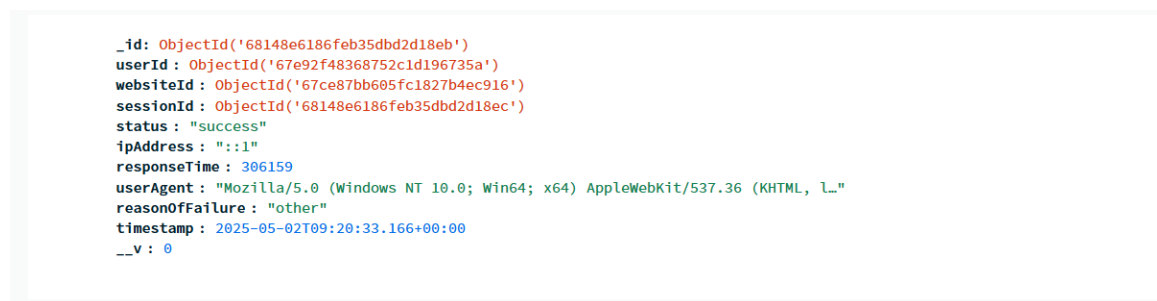 _id: ObjectId('68148e6186feb35dbd2d18eb')
userId : ObjectId('67e92f48368752c1d196735a')
websiteId : ObjectId('67ce87bb605fc1827b4ec916')
sessionId : ObjectId('68148e6186feb35dbd2d18ec')
status : "success"
ipAddress : "::1"
responseTime : 306159
userAgent : "Mozilla/5.0 (Windows NT 10.0; Win64; x64) AppleWebKit/537.36 (KHTML, l…"
reasonOfFailure : "other"
timestamp : 2025-05-02T09:20:33.166+00:00
__v : 0